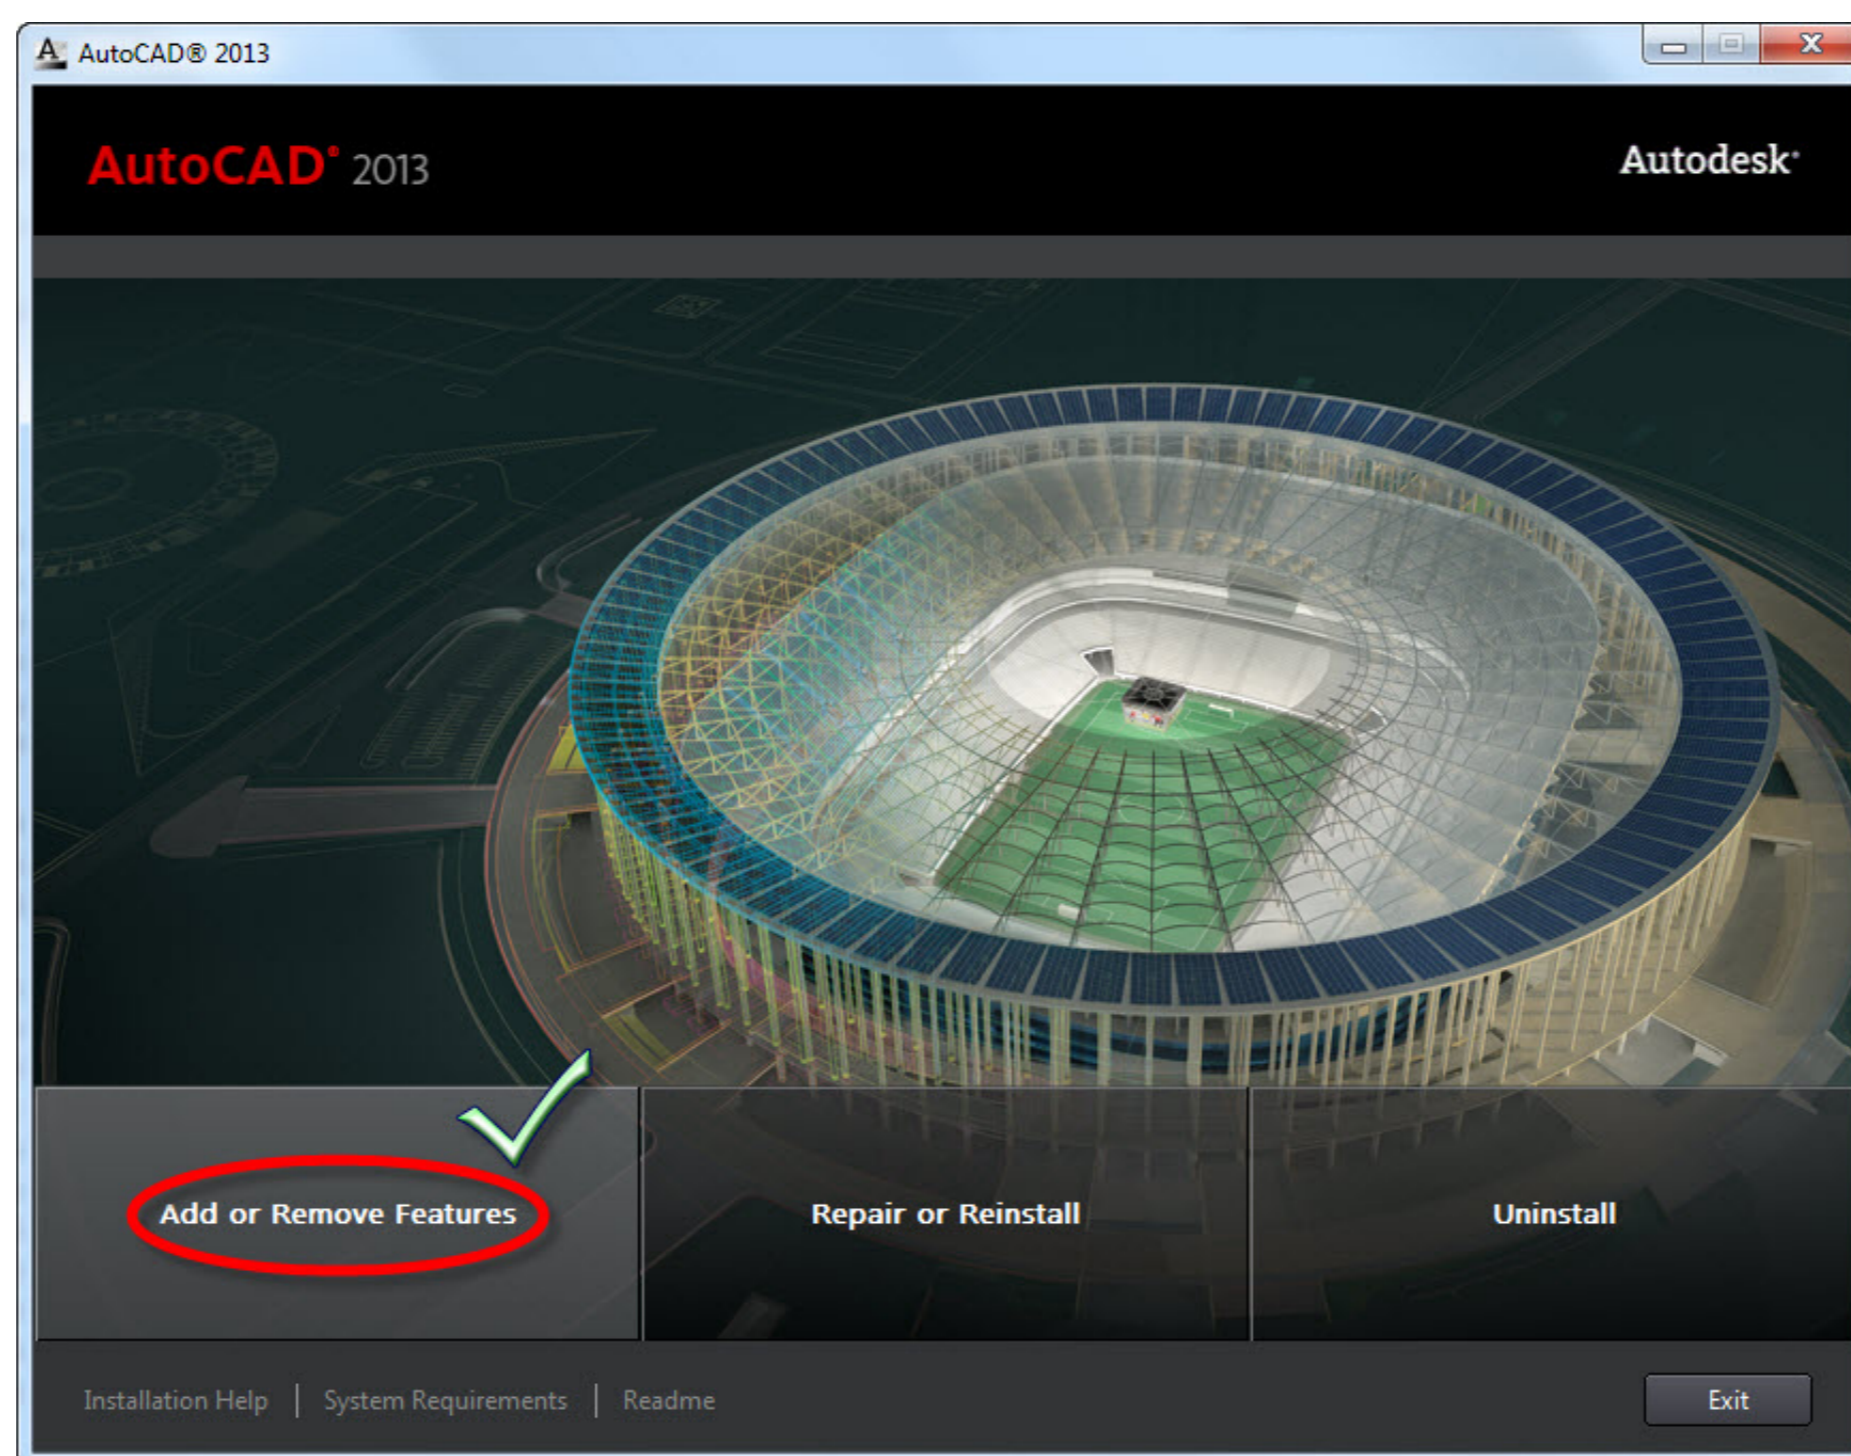 AutoCAD® 2013
AutoCAD® 2013
Autodesk®
Add or Remove Features
Repair or Reinstall
Uninstall
Installation Help | System Requirements | Readme
Exit